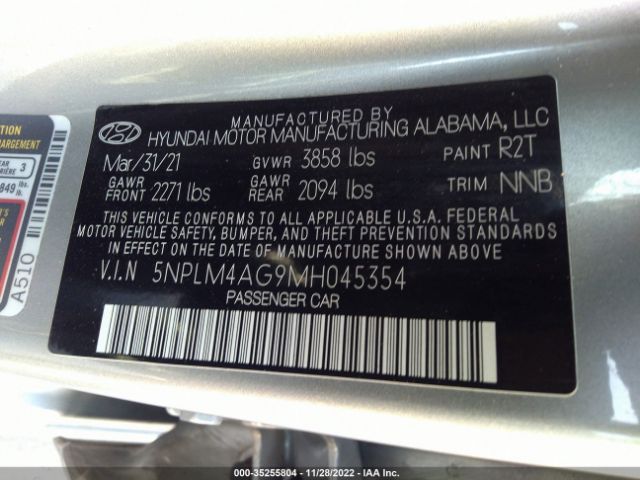 MANUFACTURED BY
HYUNDAI MOTOR MANUFACTURING ALABAMA, LLC
Mar/31/21 GVWR 3858 lbs PAINT R2T
GAWR FRONT 2271 lbs GAWR REAR 2094 lbs TRIM NNB
THIS VEHICLE CONFORMS TO ALL APPLICABLE U.S.A. FEDERAL
MOTOR VEHICLE SAFETY, BUMPER, AND THEFT PREVENTION STANDARDS
IN EFFECT ON THE DATE OF MANUFACTURE SHOWN ABOVE.
V.I.N 5NPLM4AG9MH045354
PASSENGER CAR
3
849 lbs.
A510
000-35255804 - 11/28/2022 - IAA Inc.